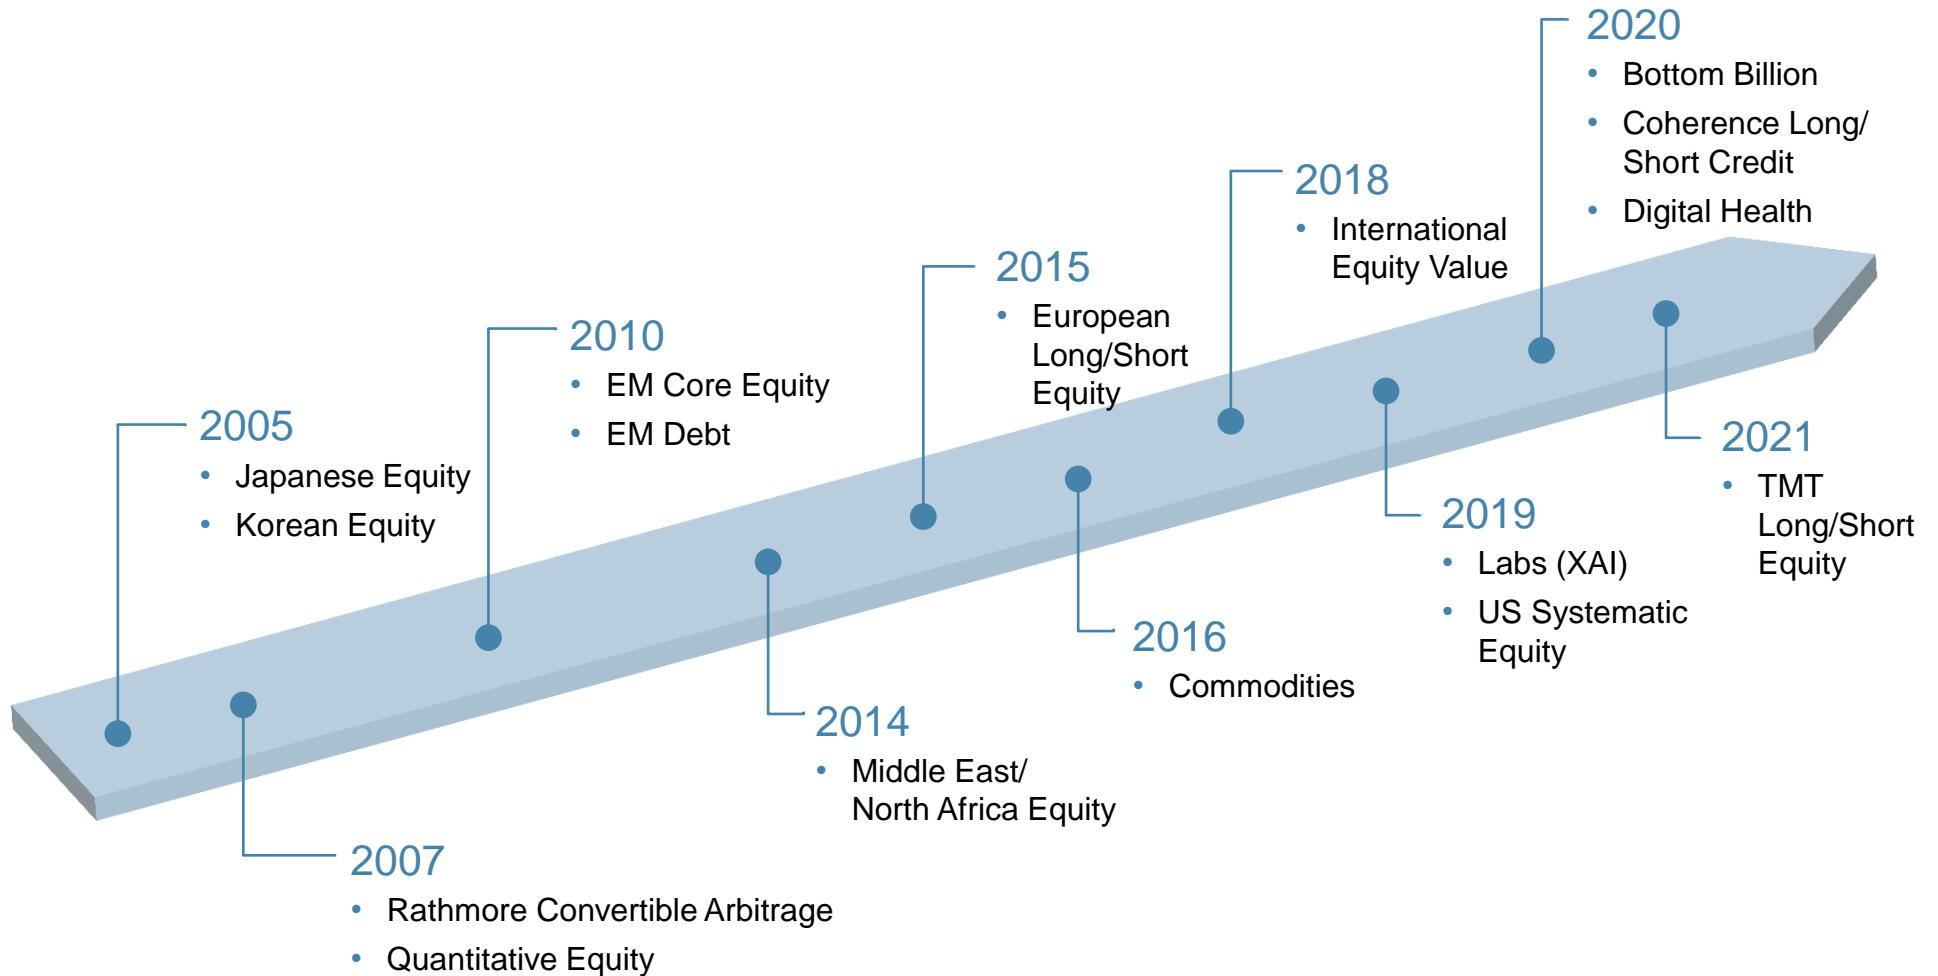 2005
• Japanese Equity
• Korean Equity
2007
• Rathmore Convertible Arbitrage
• Quantitative Equity
2010
• EM Core Equity
• EM Debt
2014
• Middle East/
North Africa Equity
2015
• European
Long/Short
Equity
2016
• Commodities
2018
• International
Equity Value
2019
• Labs (XAI)
• US Systematic
Equity
2020
• Bottom Billion
• Coherence Long/
Short Credit
• Digital Health
2021
• TMT
Long/Short
Equity